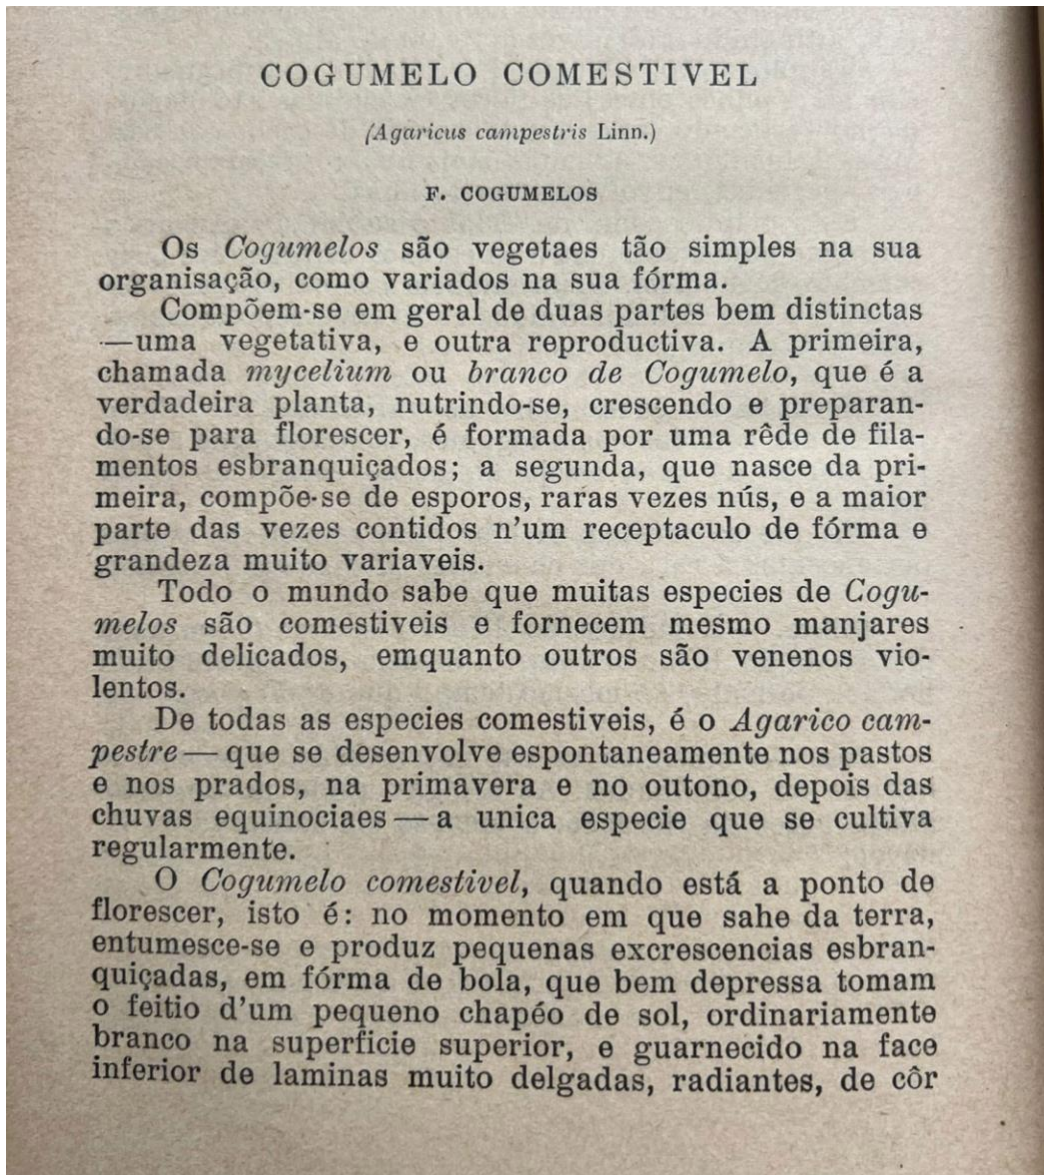 COGUMELO COMESTIVEL
(Agaricus campestris Linn.)
F. COGUMELOS
Os Cogumelos são vegetaes tão simples na sua
organisação, como variados na sua fórma.
Compõem-se em geral de duas partes bem distinctas
—uma vegetativa, e outra reproductiva. A primeira,
chamada mycelium ou branco de Cogumelo, que é a
verdadeira planta, nutrindo-se, crescendo e preparan-
do-se para florescer, é formada por uma rêde de fila-
mentos esbranquiçados; a segunda, que nasce da pri-
meira, compõe-se de esporos, raras vezes nús, e a maior
parte das vezes contidos n'um receptaculo de fórma e
grandeza muito variaveis.
Todo o mundo sabe que muitas especies de Cogu-
melos são comestiveis e fornecem mesmo manjares
muito delicados, emquanto outros são venenos vio-
lentos.
De todas as especies comestiveis, é o Agarico cam-
pestre — que se desenvolve espontaneamente nos pastos
e nos prados, na primavera e no outono, depois das
chuvas equinociaes — a unica especie que se cultiva
regularmente.
O Cogumelo comestivel, quando está a ponto de
florescer, isto é: no momento em que sahe da terra,
entumesce-se e produz pequenas excrescencias esbran-
quiçadas, em fórma de bola, que bem depressa tomam
o feitio d'um pequeno chapéo de sol, ordinariamente
branco na superficie superior, e guarnecido na face
inferior de laminas muito delgadas, radiantes, de côr